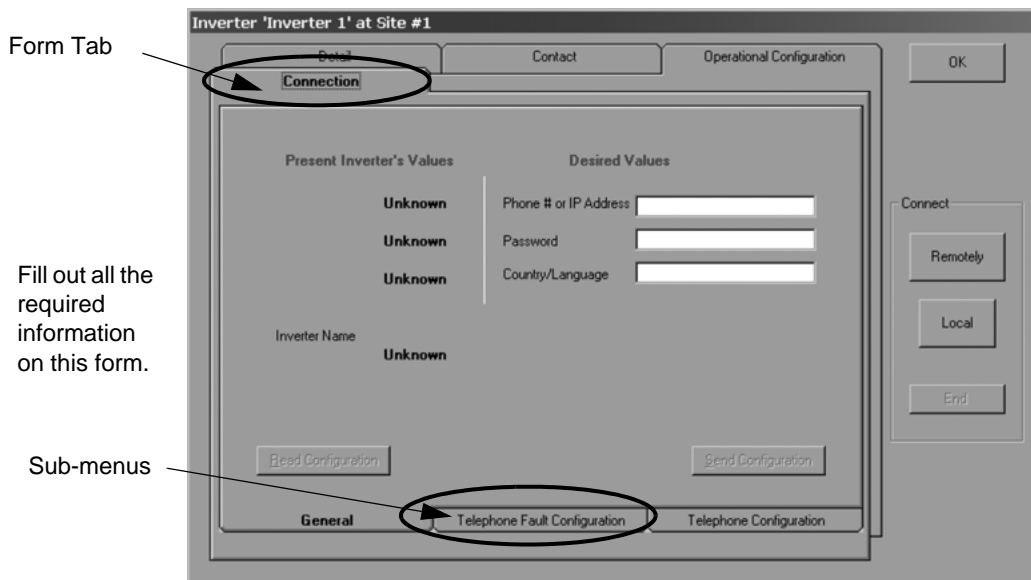 Inverter 'Inverter 1' at Site #1
Form Tab
Detail
Contact
Operational Configuration
OK
Connection
Present Inverter's Values
Desired Values
Unknown
Phone # or IP Address
Connect
Unknown
Password
Remotely
Unknown
Country/Language
Fill out all the
required
information
on this form.
Local
Inverter Name
Unknown
End
Read Configuration
Send Configuration
Sub-menus
General
Telephone Fault Configuration
Telephone Configuration